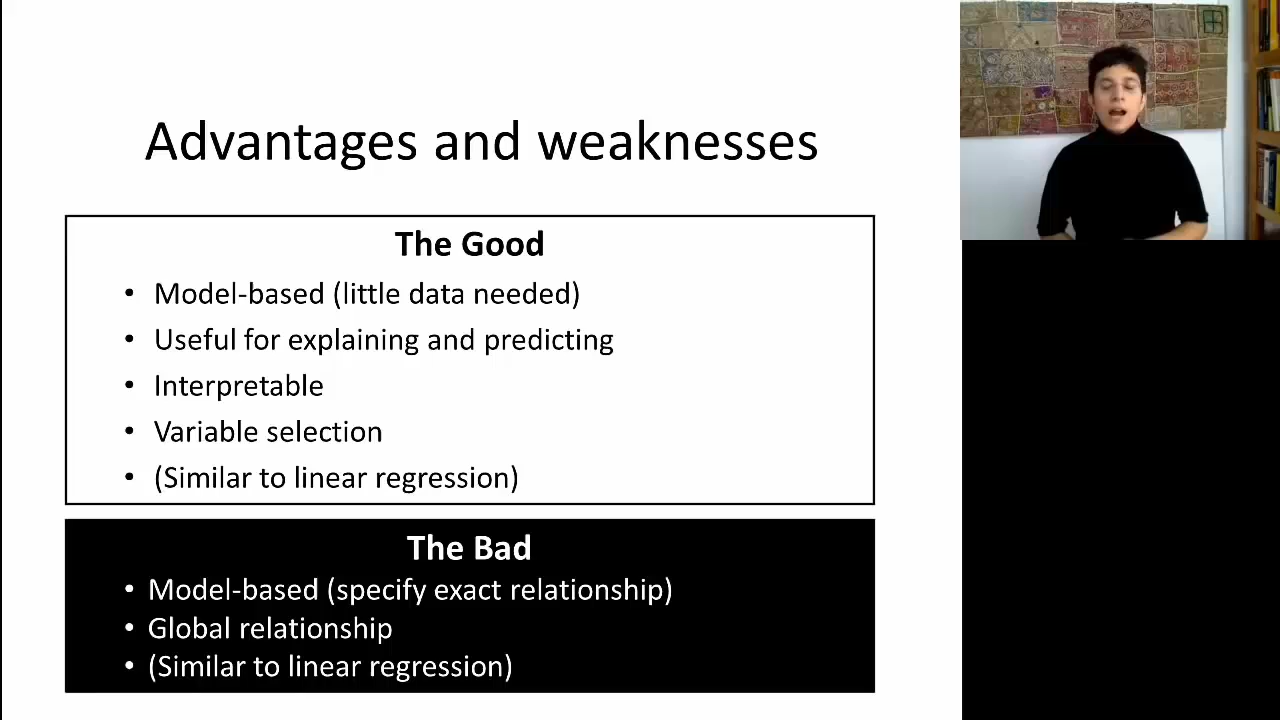 Advantages and weaknesses
The Good
• Model-based (little data needed)
• Useful for explaining and predicting
• Interpretable
• Variable selection
• (Similar to linear regression)
The Bad
• Model-based (specify exact relationship)
• Global relationship
• (Similar to linear regression)